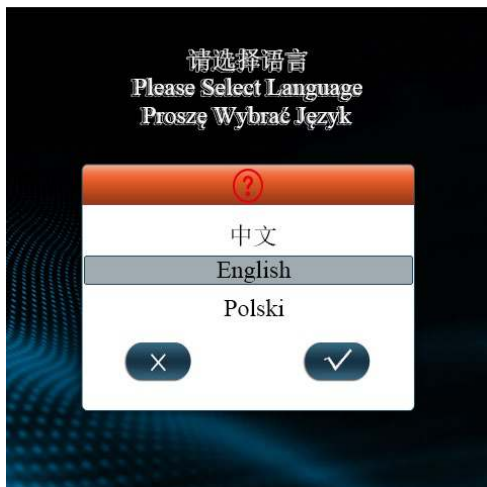 请选择语言
Please Select Language
Proszę Wybrać Język
?
中文
English
Polski